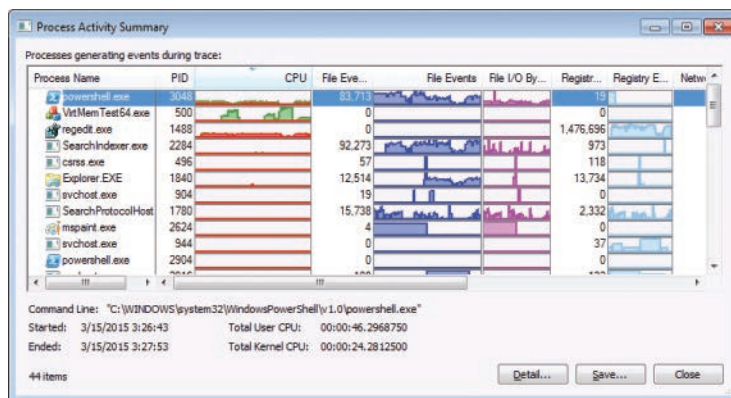 Process Activity Summary
Processes generating events during trace:
Process Name PID CPU File Eve... File Events File I/O By... Registr... Registry E... Netw
powershell.exe 3048 83,713 19
VirtMemTest64.exe 500 0 0
regedit.exe 1488 0 1,476,696
SearchIndexer.exe 2284 92,273 973
csrss.exe 496 57 118
Explorer.EXE 1840 12,514 13,734
svchost.exe 904 19 0
SearchProtocolHost 1780 15,738 2,332
mspaint.exe 2624 4 0
svchost.exe 944 0 37
powershell.exe 2904 0 0
Command Line: "C:\WINDOWS\system32\WindowsPowerShell\v1.0\powershell.exe"
Started: 3/15/2015 3:26:43 Total User CPU: 00:00:46.2968750
Ended: 3/15/2015 3:27:53 Total Kernel CPU: 00:00:24.2812500
44 items Detail... Save... Close